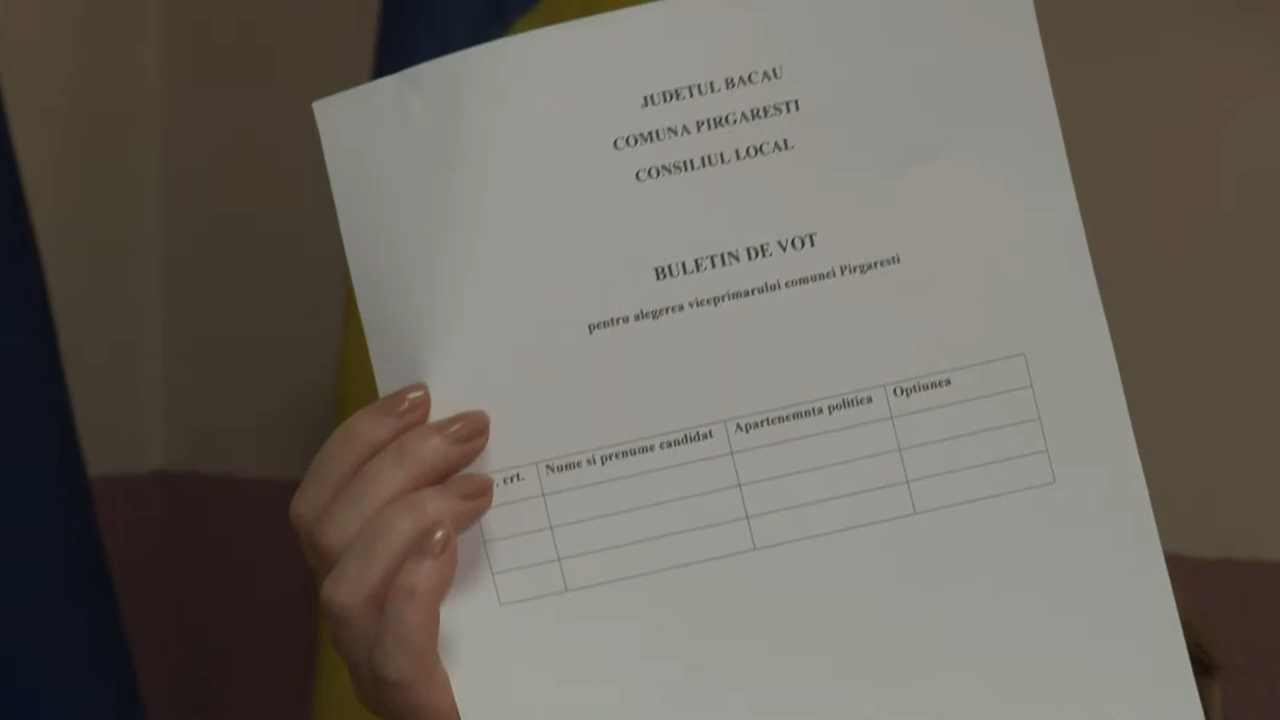 JUDETUL BACAU
COMUNA PIRGARESTI
CONSILIUL LOCAL
BULETIN DE VOT
pentru alegerea viceprimarului comunei Pirgaresti
. crt. Nume si prenume candidat Apartenemnta politica Optiunea